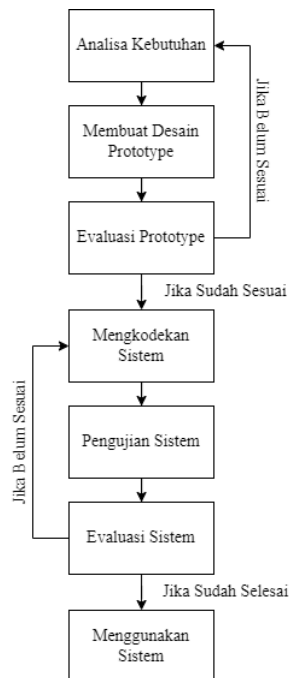 Analisa Kebutuhan
Jika Belum Sesuai
Membuat Desain
Prototype
Evaluasi Prototype
Jika Sudah Sesuai
Mengkodekan
Sistem
Jika Belum Sesuai
Pengujian Sistem
Evaluasi Sistem
Jika Sudah Selesai
Menggunakan
Sistem